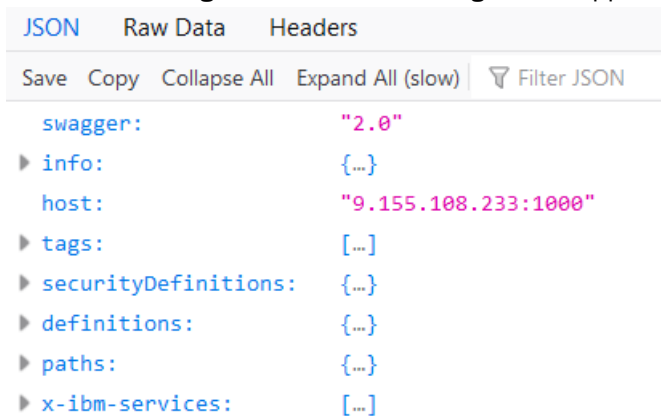 JSON Raw Data Headers
Save Copy Collapse All Expand All (slow) Filter JSON
swagger: "2.0"
info: {…}
host: "9.155.108.233:1000"
tags: […]
securityDefinitions: {…}
definitions: {…}
paths: {…}
x-ibm-services: […]